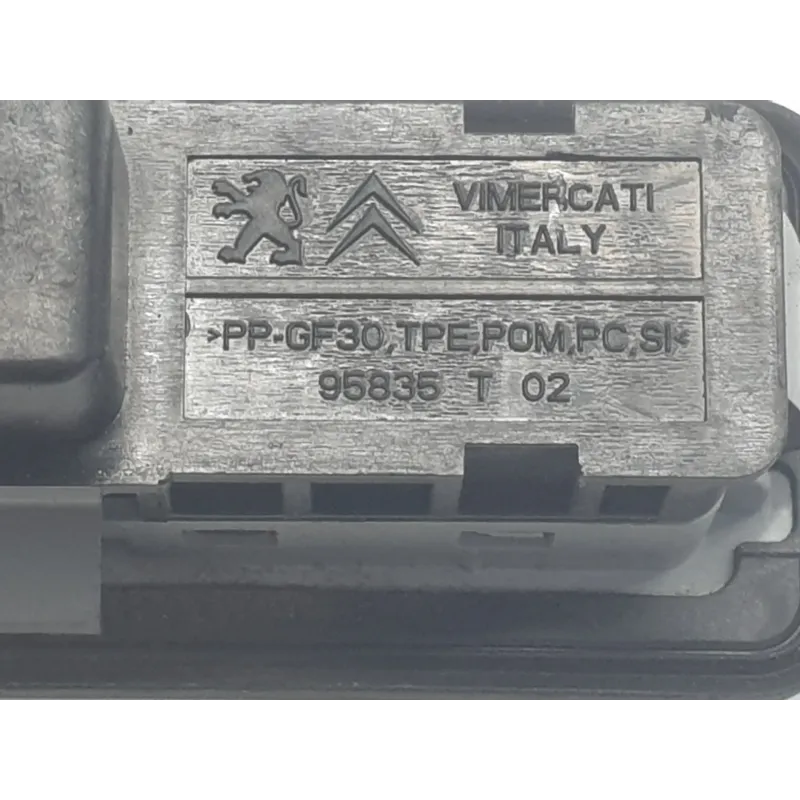 VIMERCATI
ITALY
>PP-GF30,TPE,POM,PC,SI<
95835 T 02